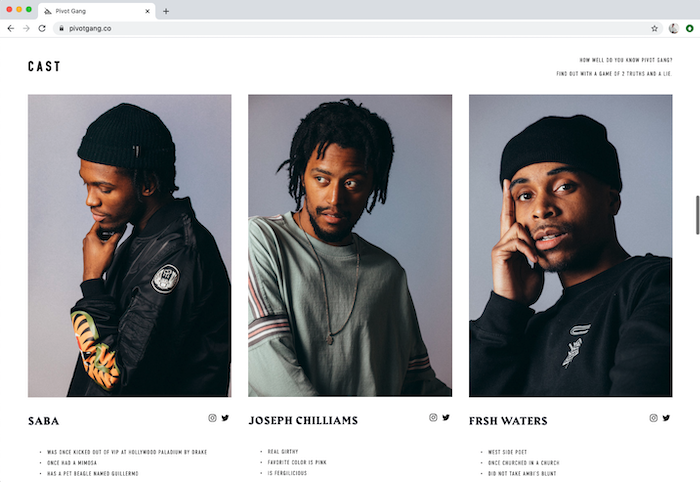 Pivot Gang
pivotgang.co
CAST
HOW WELL DO YOU KNOW PIVOT GANG?
FIND OUT WITH A GAME OF 2 TRUTHS AND A LIE.
SABA
WAS ONCE KICKED OUT OF VIP AT HOLLYWOOD PALADIUM BY DRAKE
ONCE HAD A MIMOSA
HAS A PET BEAGLE NAMED GUILLERMO
JOSEPH CHILLIAMS
REAL GIRTHY
FAVORITE COLOR IS PINK
IS FERGILICIOUS
FRSH WATERS
WEST SIDE POET
ONCE CHURCHED IN A CHURCH
DID NOT TAKE AMBI'S BLUNT